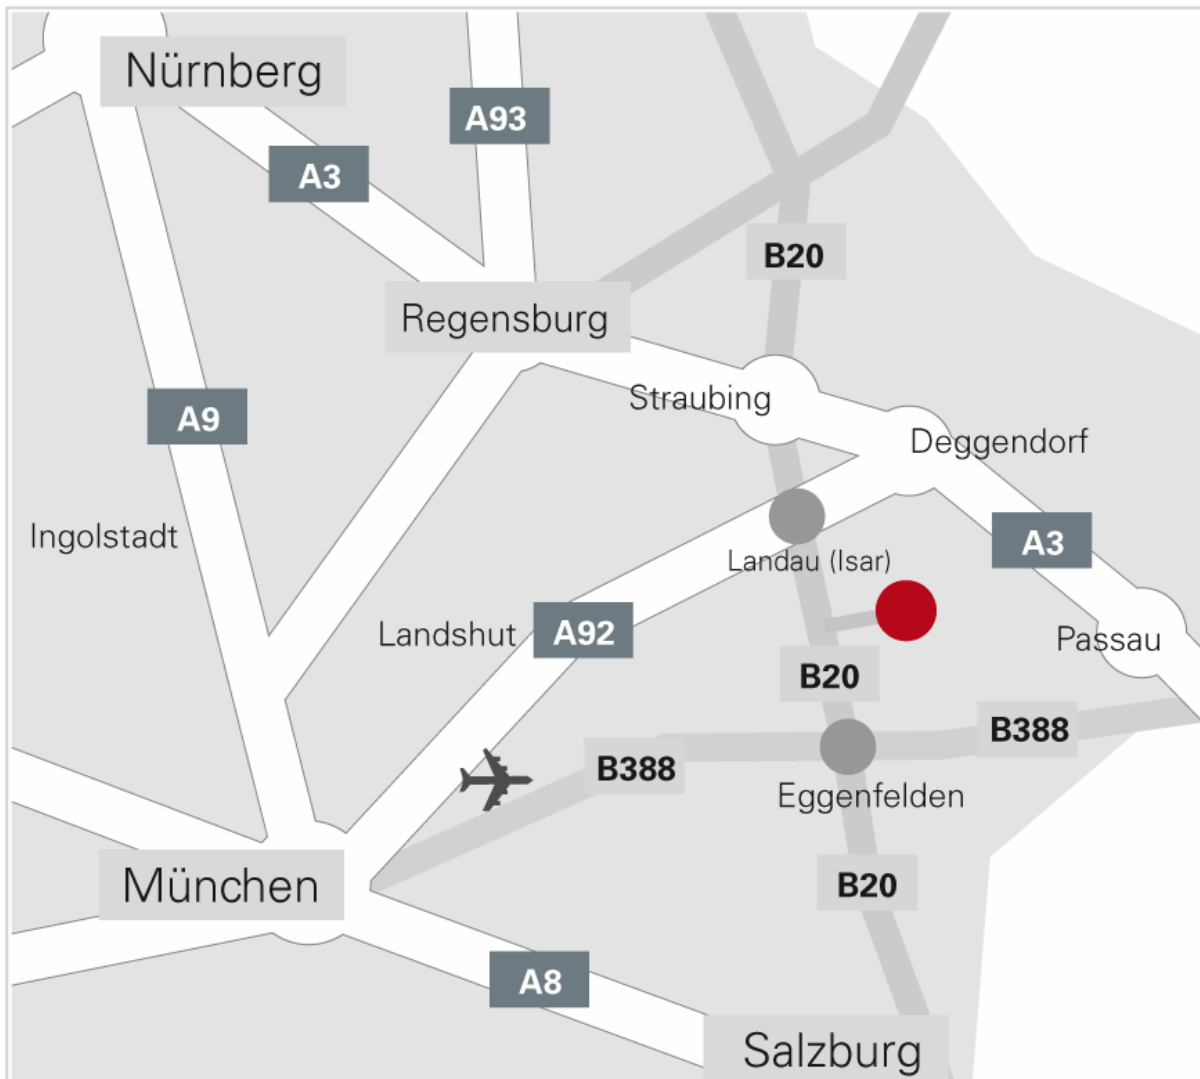 Nürnberg
A93
A3
B20
Regensburg
Straubing
A9
Deggendorf
Ingolstadt
A3
Landau (Isar)
Landshut
A92
Passau
B20
B388
B388
Eggenfelden
München
B20
A8
Salzburg